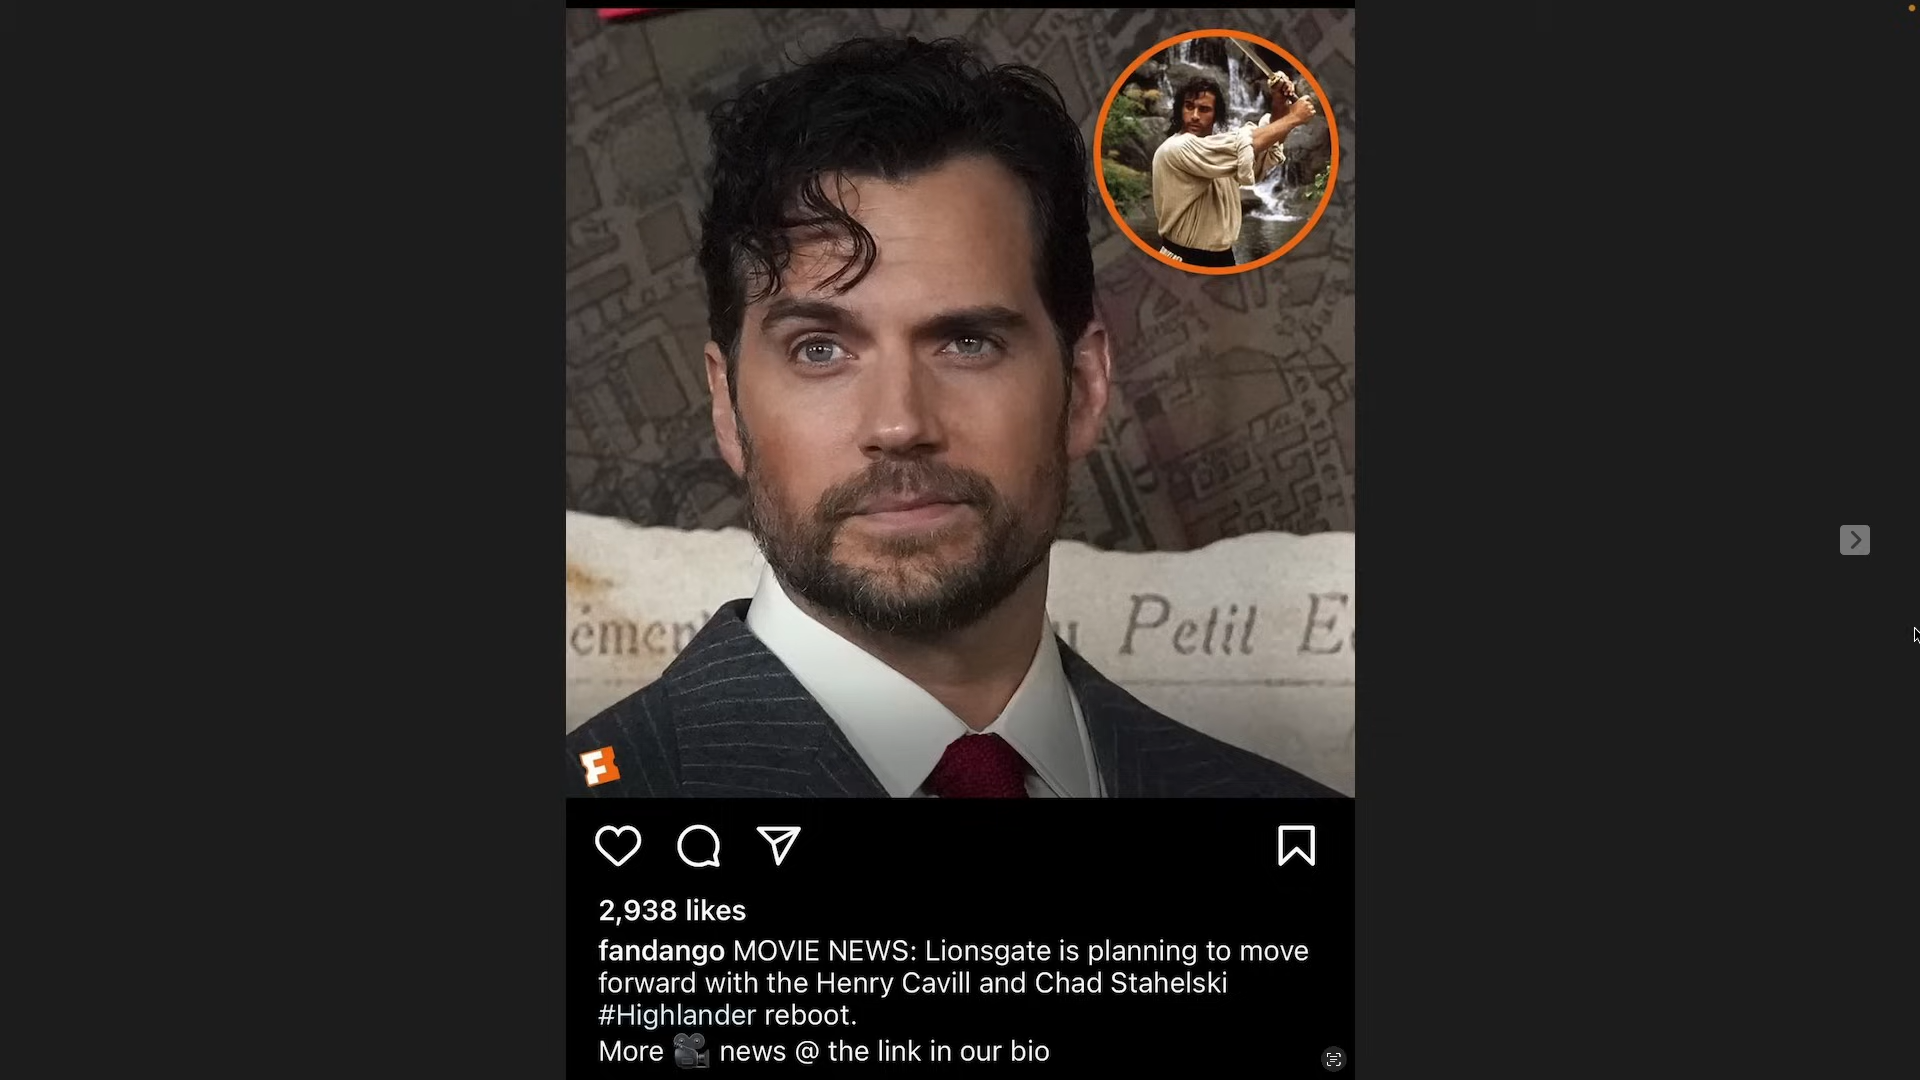 émen
u Petit E
F
2,938 likes
fandango MOVIE NEWS: Lionsgate is planning to move
forward with the Henry Cavill and Chad Stahelski
#Highlander reboot.
More 🎥 news @ the link in our bio